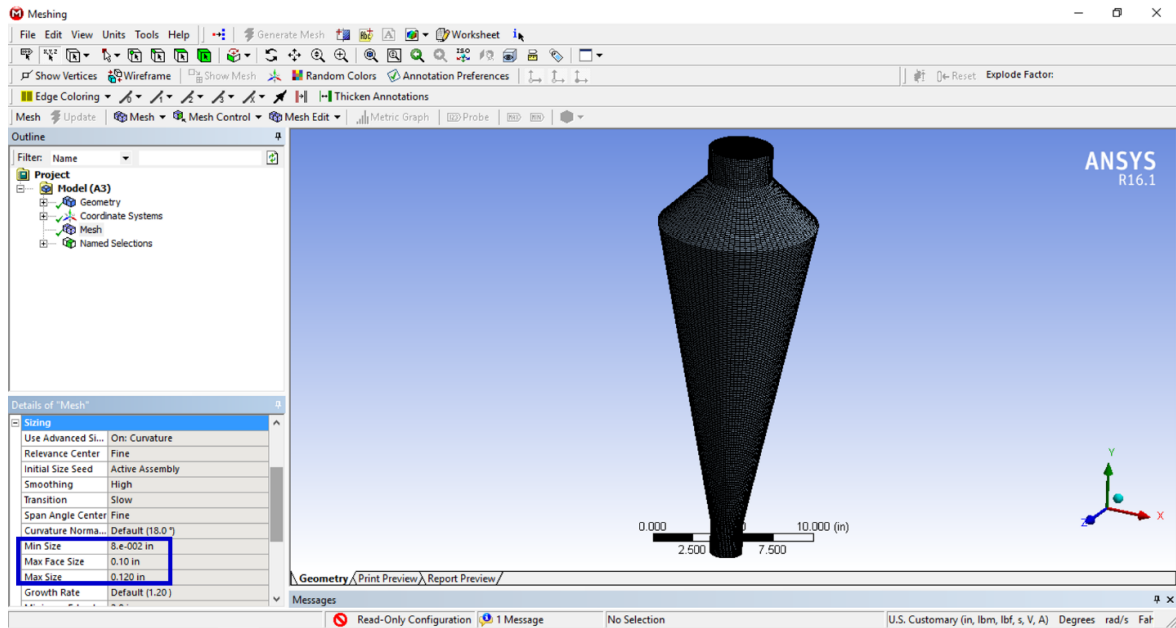 Meshing
File Edit View Units Tools Help Generate Mesh Worksheet
Show Vertices Wireframe Show Mesh Random Colors Annotation Preferences Reset Explode Factor:
Edge Coloring Thicken Annotations
Mesh Update Mesh Mesh Control Mesh Edit Metric Graph Probe
Outline
Filter: Name
Project
Model (A3)
Geometry
Coordinate Systems
Mesh
Named Selections
ANSYS
R16.1
Y
X
Z
0.000 10.000 (in)
2.500 7.500
Details of "Mesh"
Sizing
Use Advanced Si... On: Curvature
Relevance Center Fine
Initial Size Seed Active Assembly
Smoothing High
Transition Slow
Span Angle Center Fine
Curvature Norma... Default (18.0 °)
Min Size 8.e-002 in
Max Face Size 0.10 in
Max Size 0.120 in
Growth Rate Default (1.20 )
Geometry Print Preview Report Preview
Messages
Read-Only Configuration 1 Message No Selection U.S. Customary (in, lbm, lbf, s, V, A) Degrees rad/s Fah